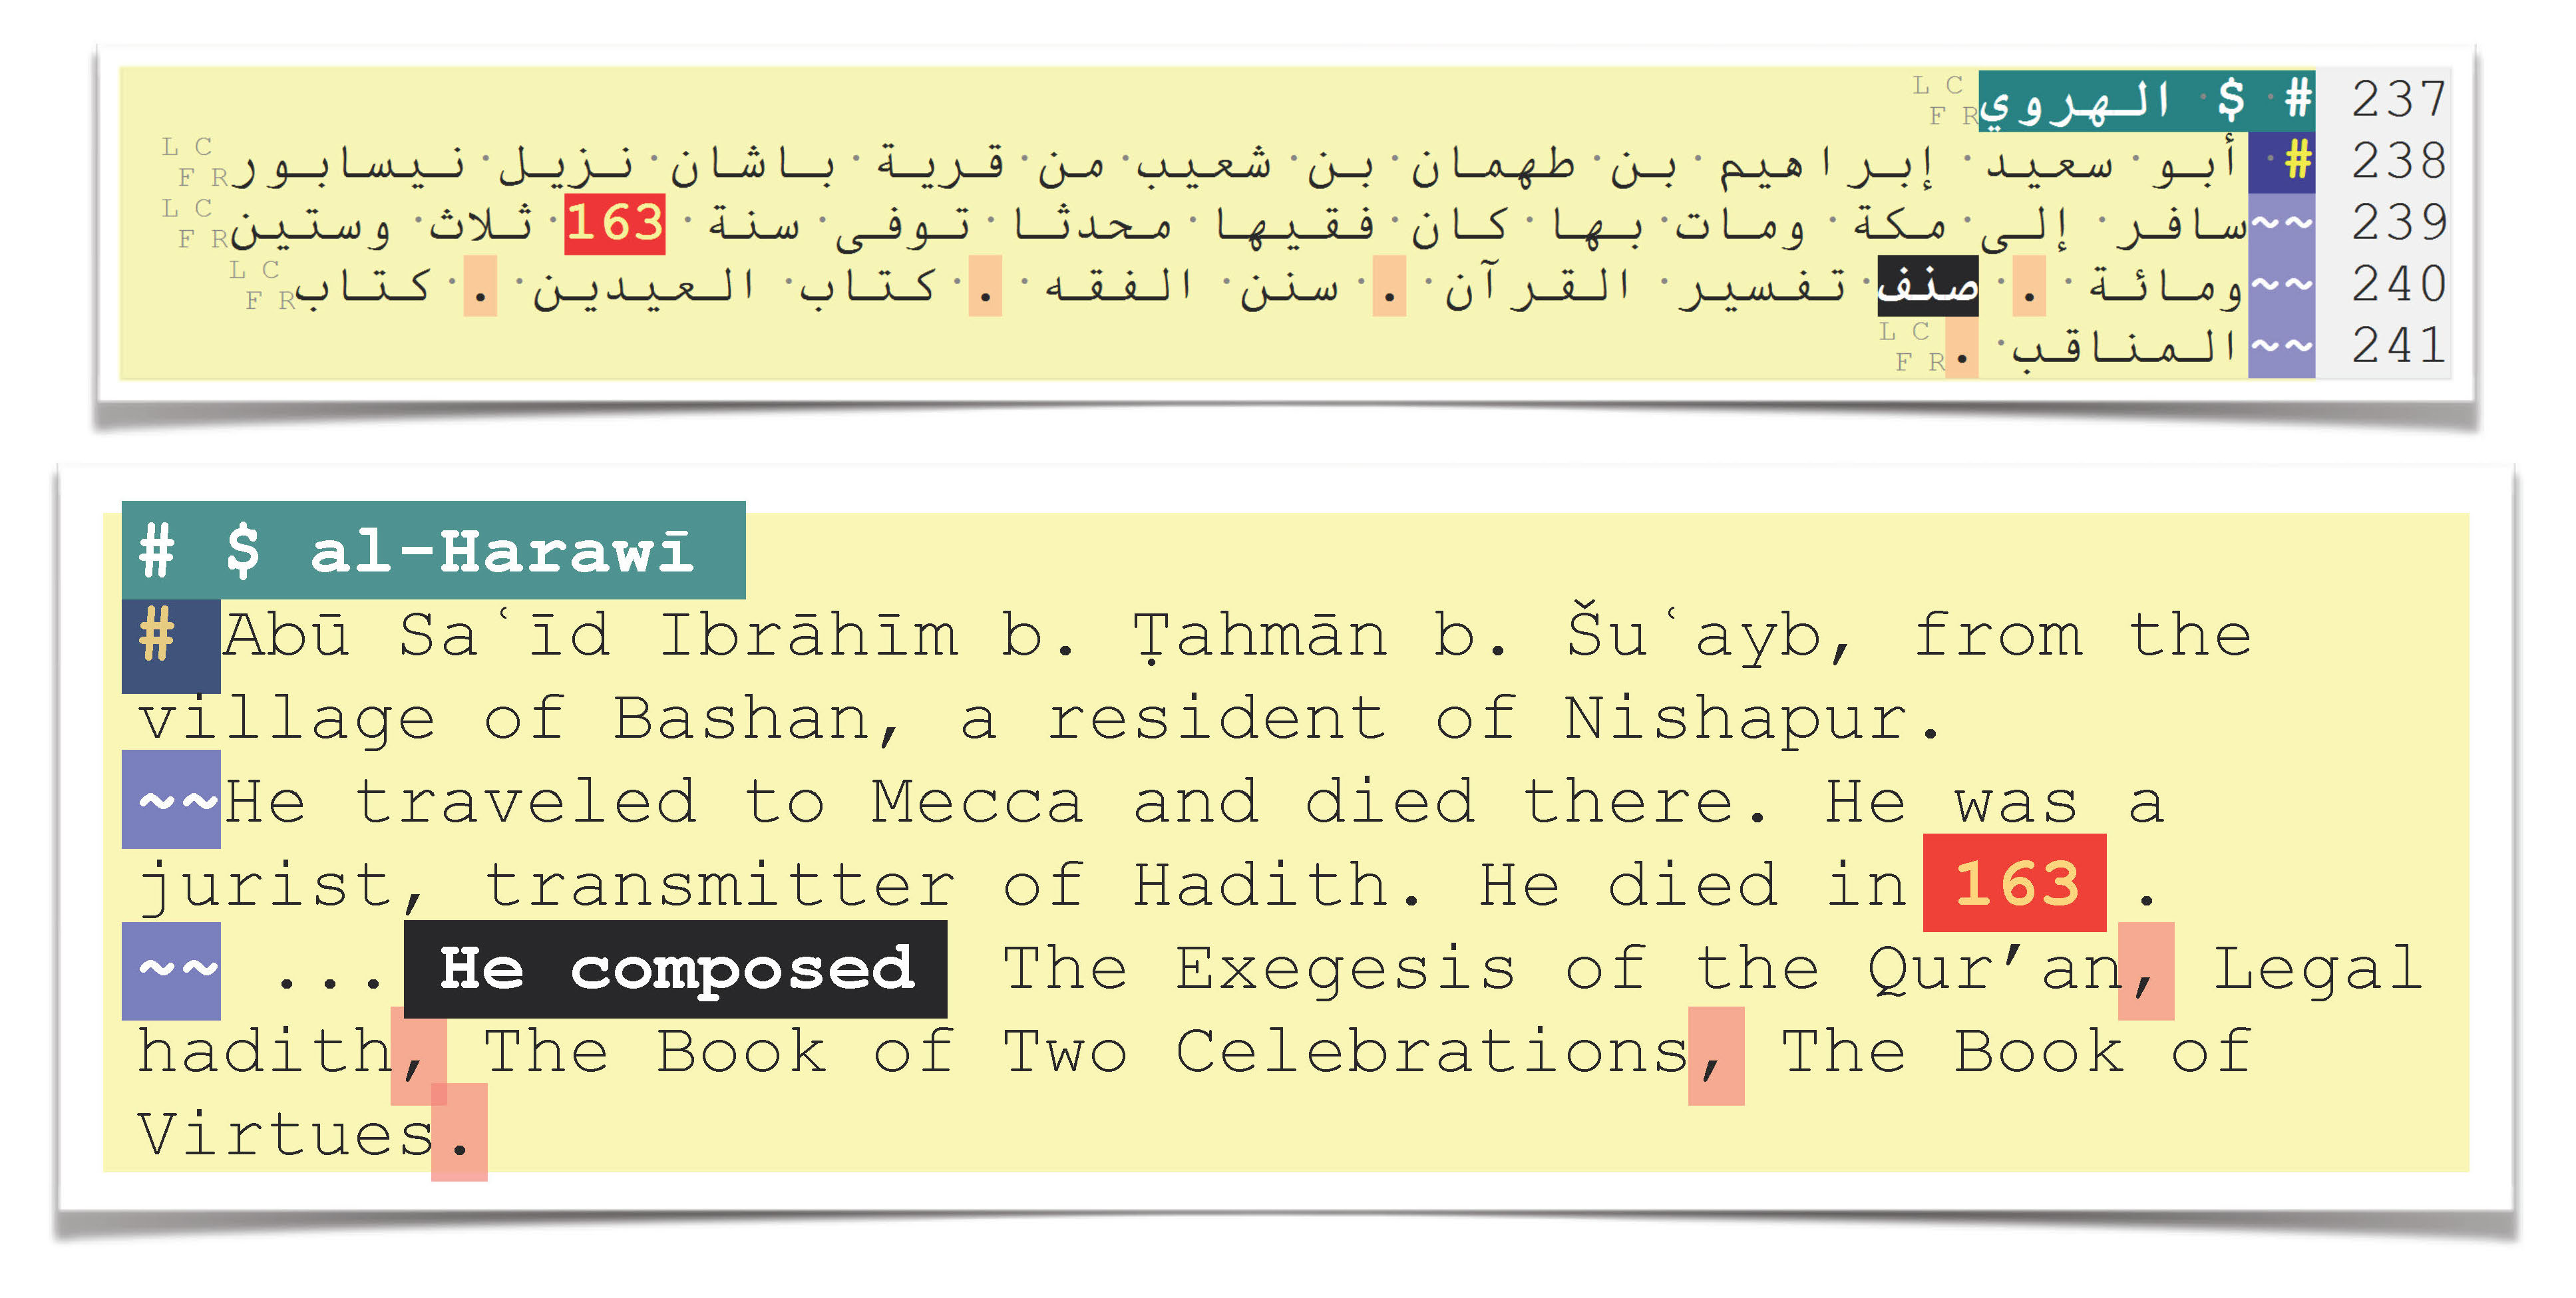 237 # $ الهروي
238 # أبو سعيد إبراهيم بن طهمان بن شعيب من قرية باشان نزيل نيسابور
239 ~~سافر إلى مكة ومات بها كان فقيها محدثا توفى سنة 163 ثلاث وستين
240 ~~ومائة . صنف تفسير القرآن . سنن الفقه . كتاب العيدين . كتاب
241 ~~المناقب .
# $ al-Harawī
# Abū Saʿīd Ibrāhīm b. Ṭahmān b. Šuʿayb, from the
village of Bashan, a resident of Nishapur.
~~He traveled to Mecca and died there. He was a
jurist, transmitter of Hadith. He died in 163 .
~~ ... He composed The Exegesis of the Qur’an, Legal
hadith, The Book of Two Celebrations, The Book of
Virtues.